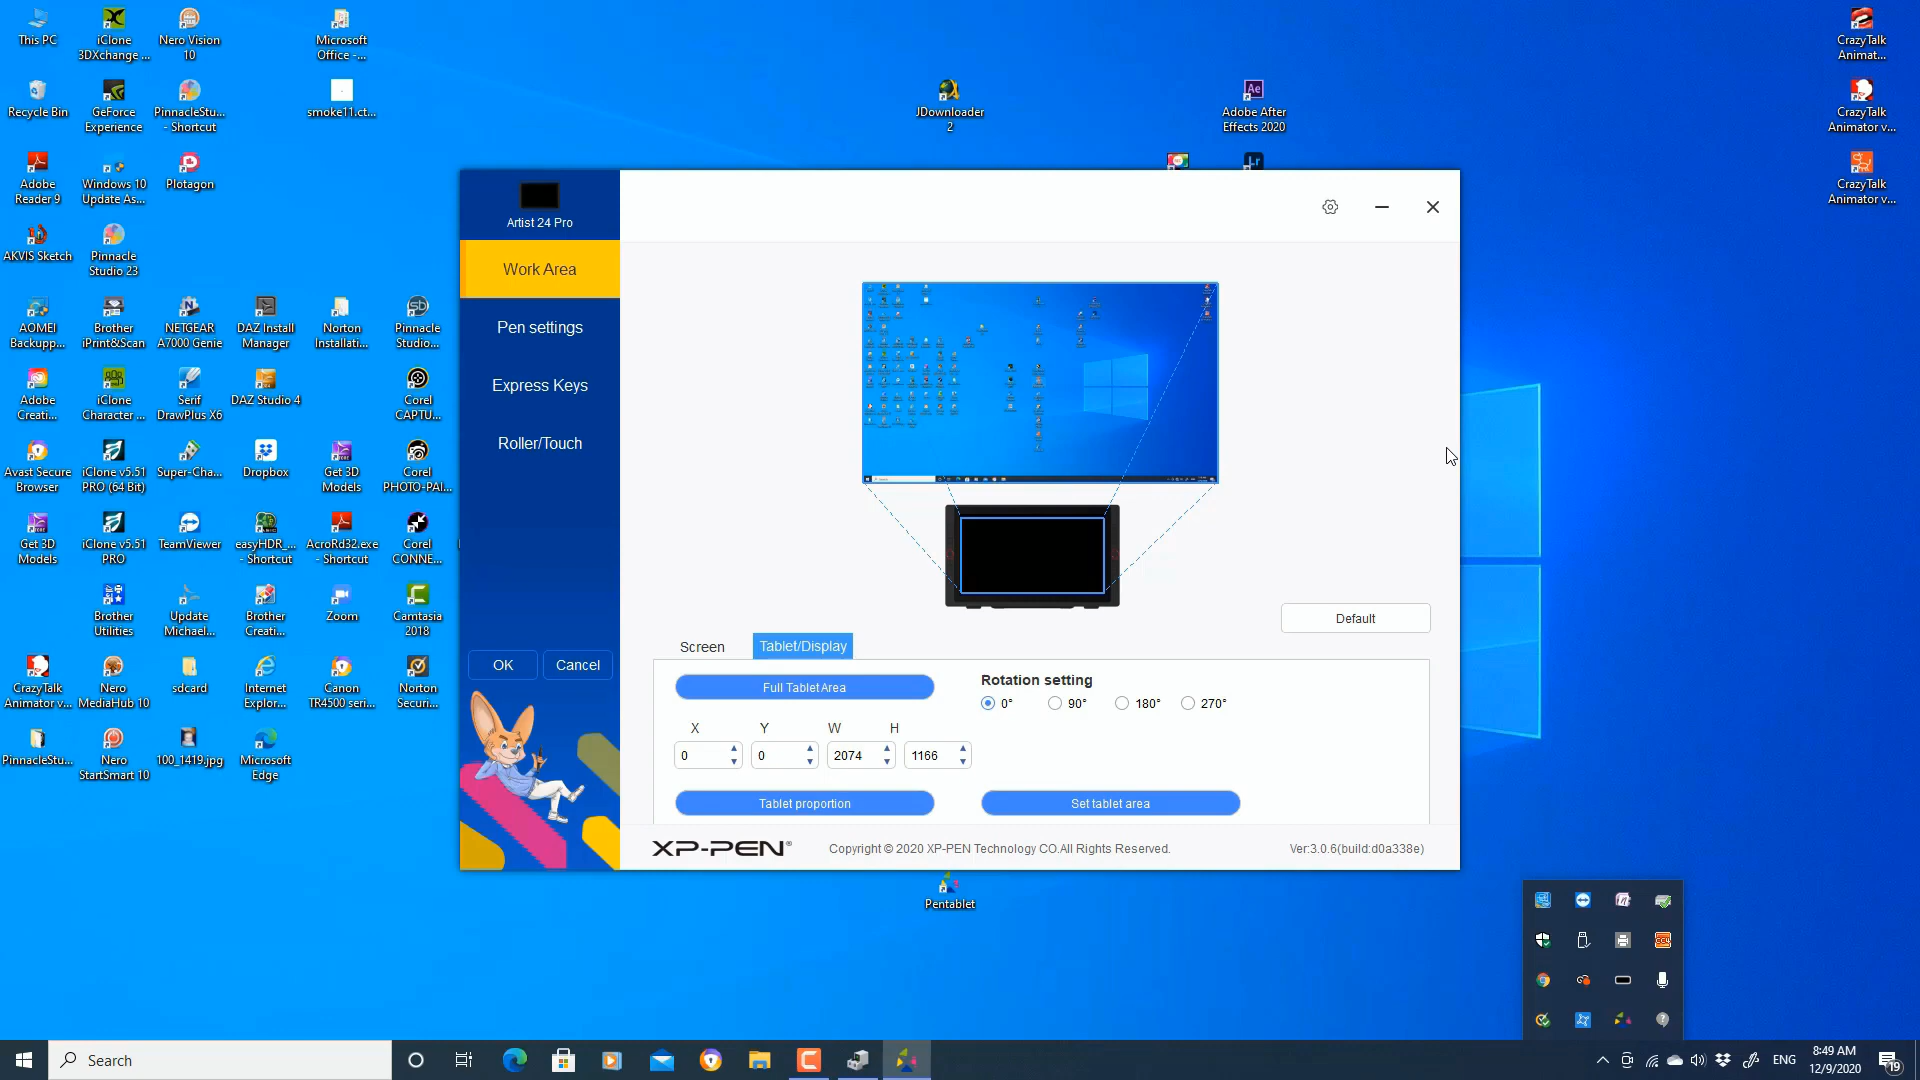 This PC
iClone
3DXchange ...
Nero Vision
10
Microsoft
Office -...
CrazyTalk
Animat...
Recycle Bin
GeForce
Experience
PinnacleStu...
- Shortcut
smoke11.ct...
JDownloader
2
Ae
Adobe After
Effects 2020
CrazyTalk
Animator v...
Adobe
Reader 9
Windows 10
Update As...
Plotagon
Lr
CrazyTalk
Animator v...
AKVIS Sketch
Pinnacle
Studio 23
Artist 24 Pro
Work Area
Pen settings
Express Keys
Roller/Touch
OK
Cancel
AOMEI
Backupp...
Brother
iPrint&Scan
NETGEAR
A7000 Genie
DAZ Install
Manager
Norton
Installati...
Pinnacle
Studio...
Adobe
Creati...
iClone
Character ...
Serif
DrawPlus X6
DAZ Studio 4
Corel
CAPTU...
Avast Secure
Browser
iClone v5.51
PRO (64 Bit)
Super-Cha...
Dropbox
Get 3D
Models
Corel
PHOTO-PAI...
Get 3D
Models
iClone v5.51
PRO
TeamViewer
easyHDR_...
- Shortcut
AcroRd32.exe
- Shortcut
Corel
CONNE...
Brother
Utilities
Update
Michael...
Brother
Creati...
Zoom
Camtasia
2018
CrazyTalk
Animator v...
Nero
MediaHub 10
sdcard
Internet
Explor...
Canon
TR4500 seri...
Norton
Securi...
PinnacleStu...
Nero
StartSmart 10
100_1419.jpg
Microsoft
Edge
Default
Screen
Tablet/Display
Full Tablet Area
Rotation setting
0°
90°
180°
270°
X
Y
W
H
0
0
2074
1166
Tablet proportion
Set tablet area
XP-PEN®
Copyright © 2020 XP-PEN Technology CO.All Rights Reserved.
Ver:3.0.6(build:d0a338e)
Pentablet
Search
ENG
8:49 AM
12/9/2020
19